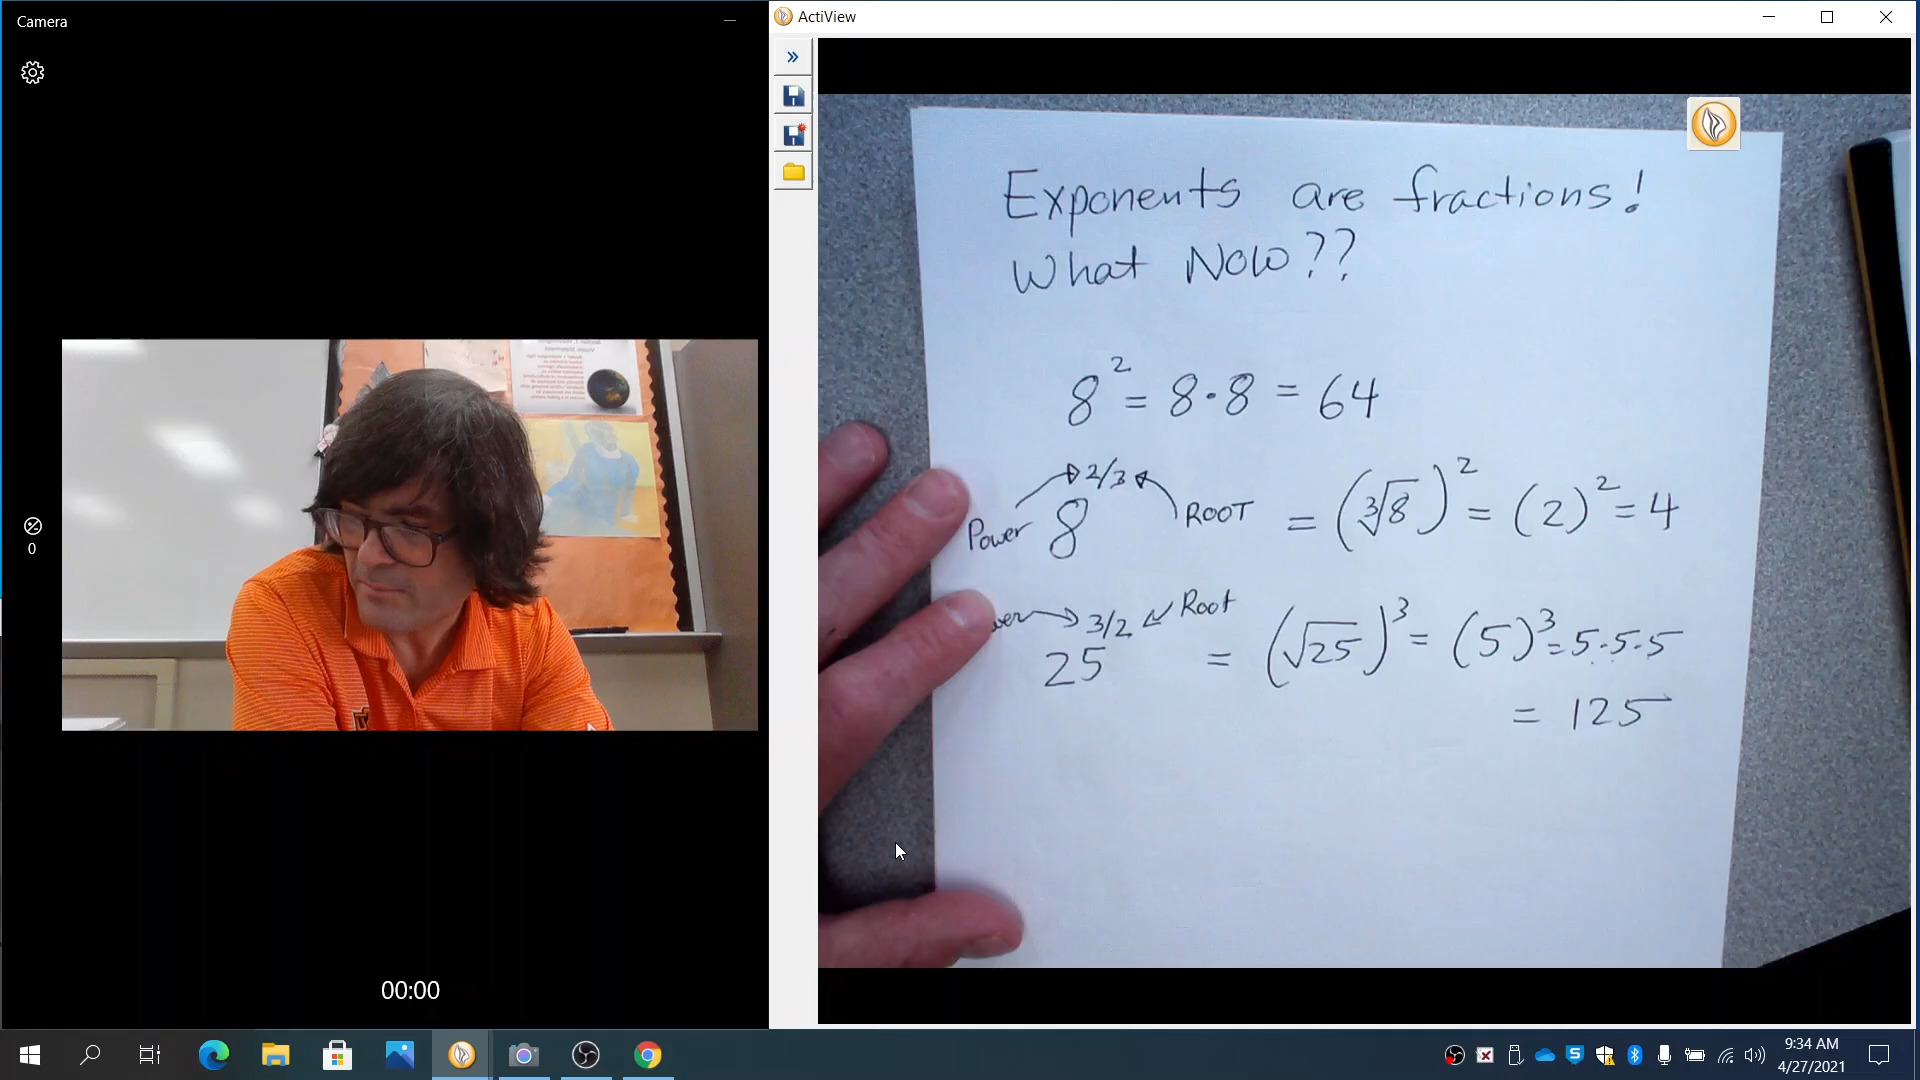 Camera
ActiView
0
00:00
Exponents are fractions!
What Now??
8² = 8·8 = 64
Power 8^2/3 ROOT = (∛8)² = (2)² = 4
wer 25^3/2 Root = (√25)³ = (5)³ = 5·5·5
= 125
9:34 AM
4/27/2021